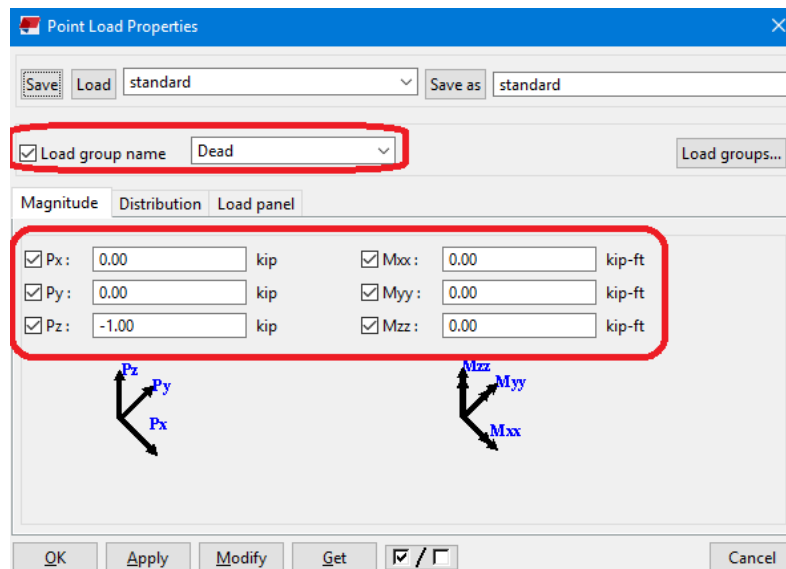 Point Load Properties
Save Load standard Save as standard
Load group name Dead Load groups...
Magnitude Distribution Load panel
Px : 0.00 kip Mxx : 0.00 kip-ft
Py : 0.00 kip Myy : 0.00 kip-ft
Pz : -1.00 kip Mzz : 0.00 kip-ft
Pz Mzz
Py Myy
Px Mxx
OK Apply Modify Get / Cancel